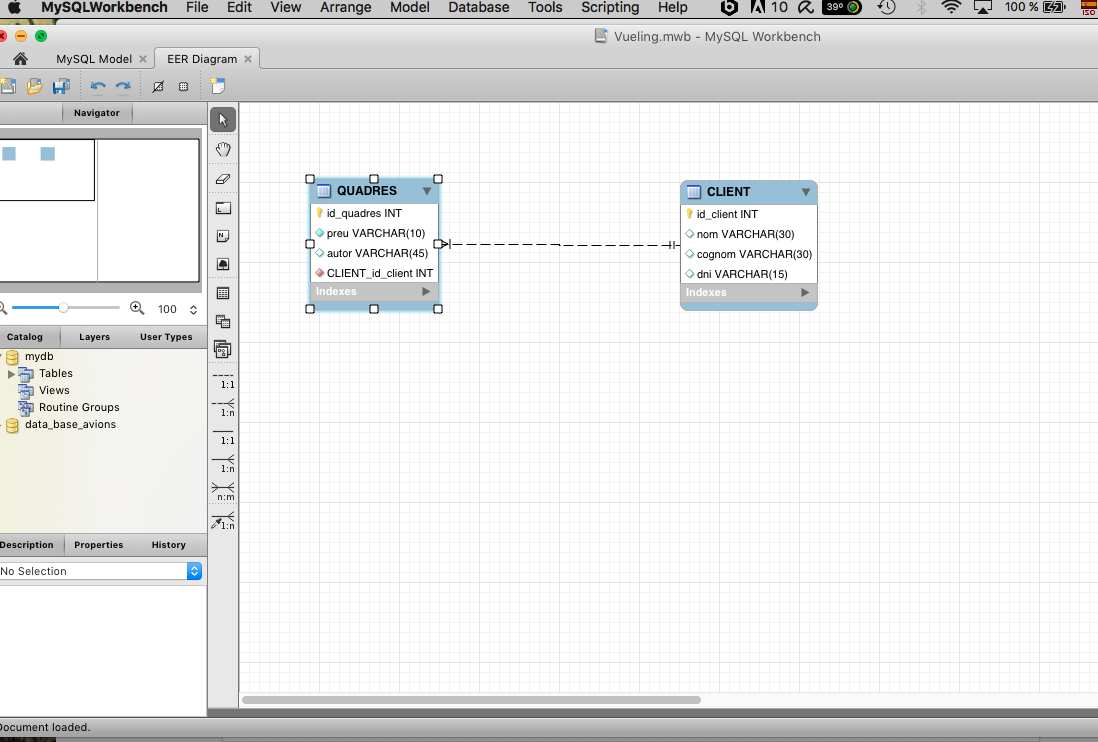 MySQLWorkbench File Edit View Arrange Model Database Tools Scripting Help 10 39° 100 %
ISO
Vueling.mwb - MySQL Workbench
MySQL Model EER Diagram
Navigator
QUADRES
id_quadres INT
preu VARCHAR(10)
autor VARCHAR(45)
CLIENT_id_client INT
Indexes
CLIENT
id_client INT
nom VARCHAR(30)
cognom VARCHAR(30)
dni VARCHAR(15)
Indexes
100
Catalog Layers User Types
mydb
Tables
Views
Routine Groups
data_base_avions
1:1
1:n
1:1
1:n
n:m
1:n
Description Properties History
No Selection
Document loaded.